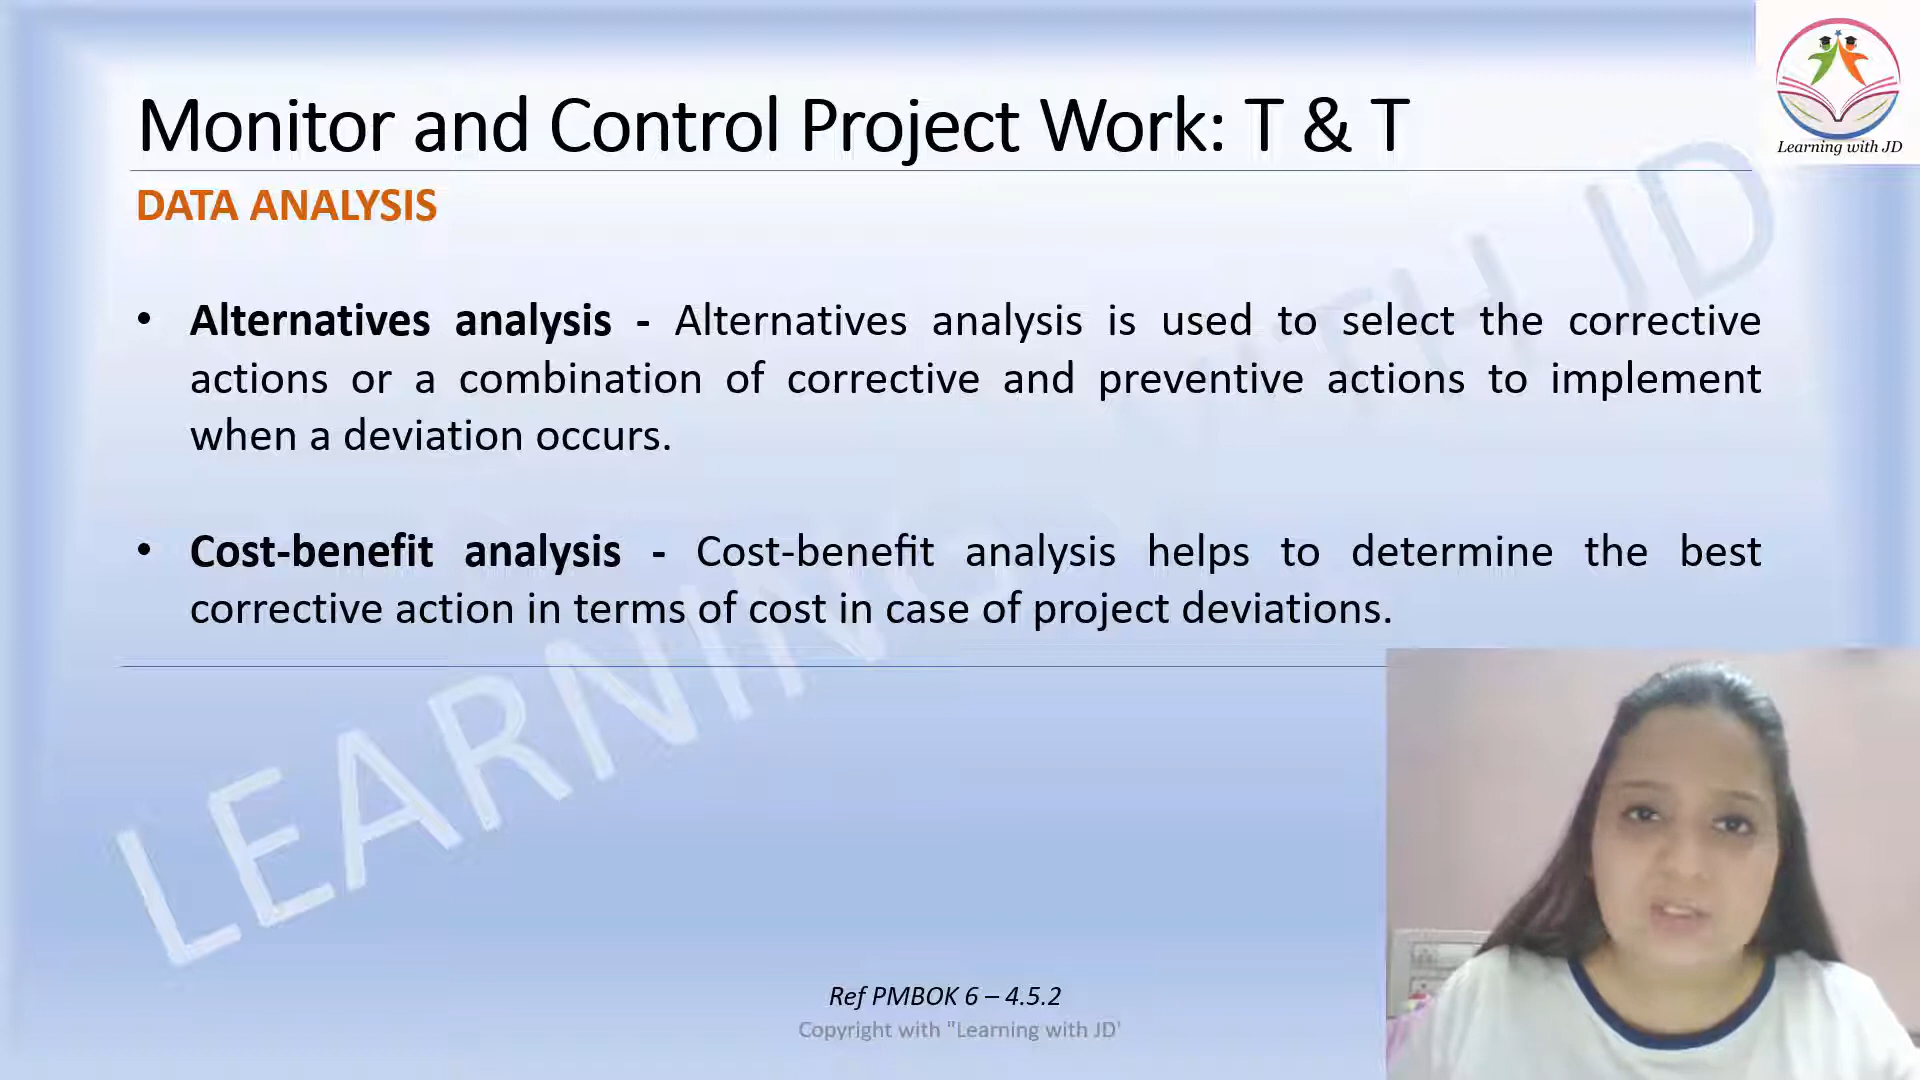 Monitor and Control Project Work: T & T
Learning with JD
DATA ANALYSIS
• Alternatives analysis - Alternatives analysis is used to select the corrective
actions or a combination of corrective and preventive actions to implement
when a deviation occurs.
• Cost-benefit analysis - Cost-benefit analysis helps to determine the best
corrective action in terms of cost in case of project deviations.
LEARNING WITH JD
Ref PMBOK 6 – 4.5.2
Copyright with "Learning with JD'